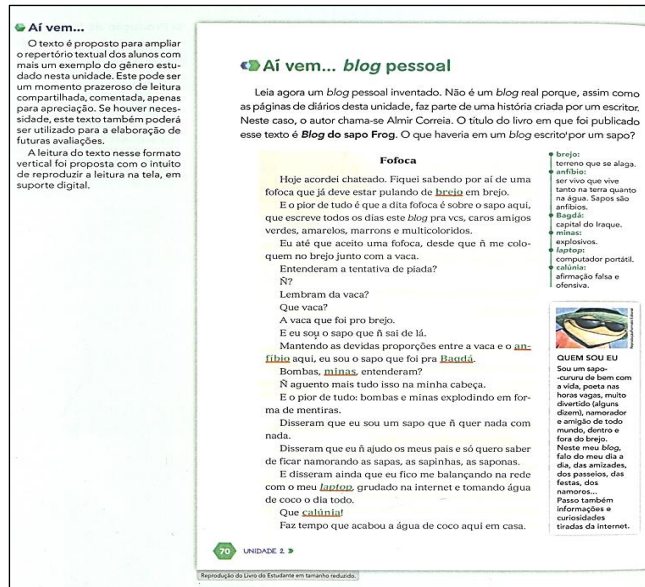 Aí vem...
O texto é proposto para ampliar
o repertório textual dos alunos com
mais um exemplo do gênero estu-
dado nesta unidade. Este pode ser
um momento prazeroso de leitura
compartilhada, comentada, apenas
para apreciação. Se houver neces-
sidade, este texto também poderá
ser utilizado para a elaboração de
futuras avaliações.
A leitura do texto nesse formato
vertical foi proposta com o intuito
de reproduzir a leitura na tela, em
suporte digital.
Aí vem... blog pessoal
Leia agora um blog pessoal inventado. Não é um blog real porque, assim como
as páginas de diários desta unidade, faz parte de uma história criada por um escritor.
Neste caso, o autor chama-se Almir Correia. O título do livro em que foi publicado
esse texto é Blog do sapo Frog. O que haveria em um blog escrito por um sapo?
Fofoca
Hoje acordei chateado. Fiquei sabendo por aí de uma
fofoca que já deve estar pulando de brejo em brejo.
E o pior de tudo é que a dita fofoca é sobre o sapo aqui,
que escreve todos os dias este blog pra vcs, caros amigos
verdes, amarelos, marrons e multicoloridos.
Eu até que aceito uma fofoca, desde que ñ me colo-
quem no brejo junto com a vaca.
Entenderam a tentativa de piada?
Ñ?
Lembram da vaca?
Que vaca?
A vaca que foi pro brejo.
E eu sou o sapo que ñ sai de lá.
Mantendo as devidas proporções entre a vaca e o an-
fíbio aqui, eu sou o sapo que foi pra Bagdá.
Bombas, minas, entenderam?
Ñ aguento mais tudo isso na minha cabeça.
E o pior de tudo: bombas e minas explodindo em for-
ma de mentiras.
Disseram que eu sou um sapo que ñ quer nada com
nada.
Disseram que eu ñ ajudo os meus pais e só quero saber
de ficar namorando as sapas, as sapinhas, as saponas.
E disseram ainda que eu fico me balançando na rede
com o meu laptop, grudado na internet e tomando água
de coco o dia todo.
Que calúnia!
Faz tempo que acabou a água de coco aqui em casa.
brejo:
terreno que se alaga.
anfíbio:
ser vivo que vive
tanto na terra quanto
na água. Sapos são
anfíbios.
Bagdá:
capital do Iraque.
minas:
explosivos.
laptop:
computador portátil.
calúnia:
afirmação falsa e
ofensiva.
QUEM SOU EU
Sou um sapo-
-cururu de bem com
a vida, poeta nas
horas vagas, muito
divertido (alguns
dizem), namorador
e amigão de todo
mundo, dentro e
fora do brejo.
Neste meu blog,
falo do meu dia a
dia, das amizades,
dos passeios, das
festas, dos
namoros...
Passo também
informações e
curiosidades
tiradas da internet.
70 UNIDADE 2
Reprodução do Livro do Estudante em tamanho reduzido.